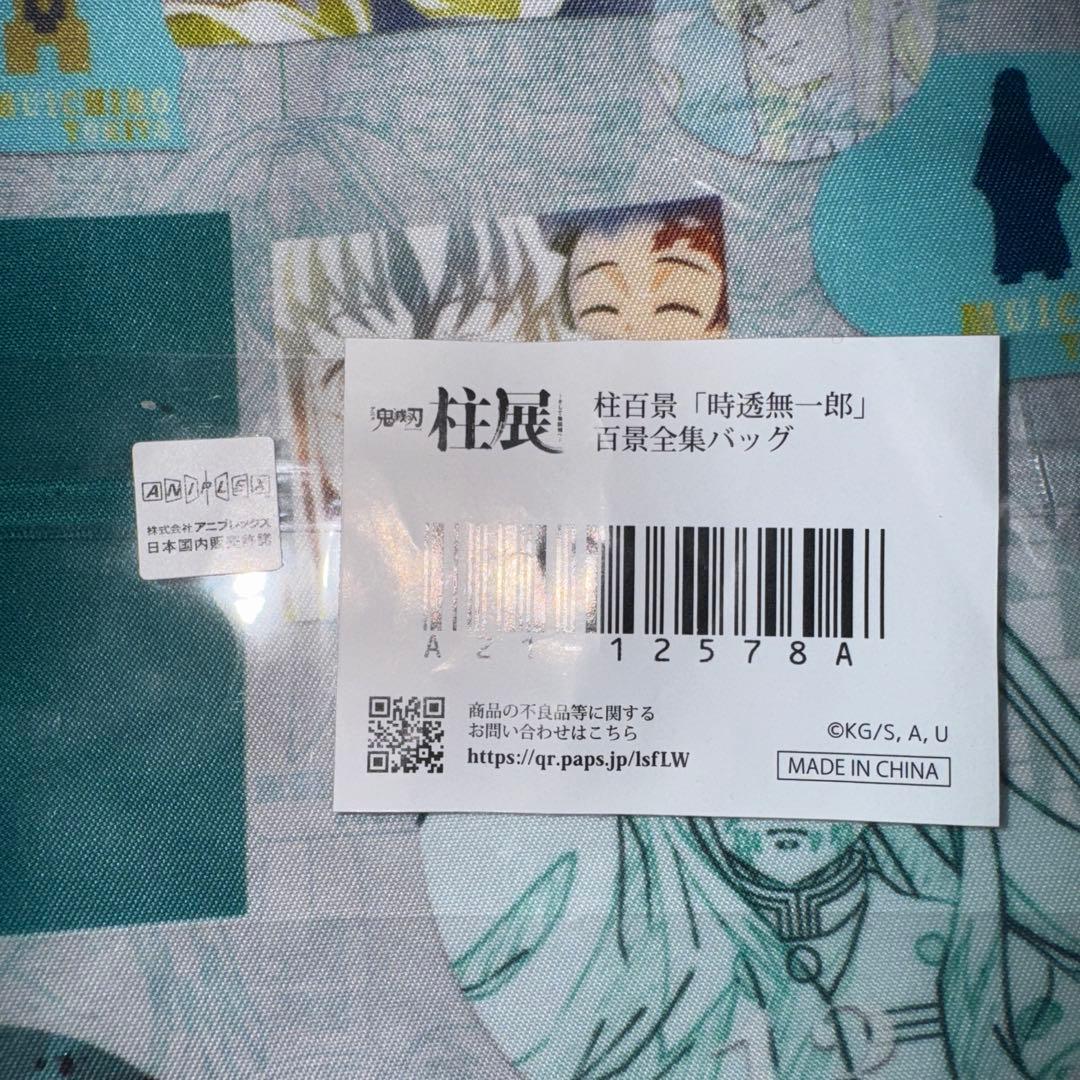 MUICHIRO
TOKITO
MUIC
鬼滅刃 柱展
柱百景「時透無一郎」
百景全集バッグ
ANIPLEX
株式会社アニプレックス
日本国内販売許諾
12578A
商品の不良品等に関する
お問い合わせはこちら
https://qr.paps.jp/lsfLW
©KG/S, A, U
MADE IN CHINA